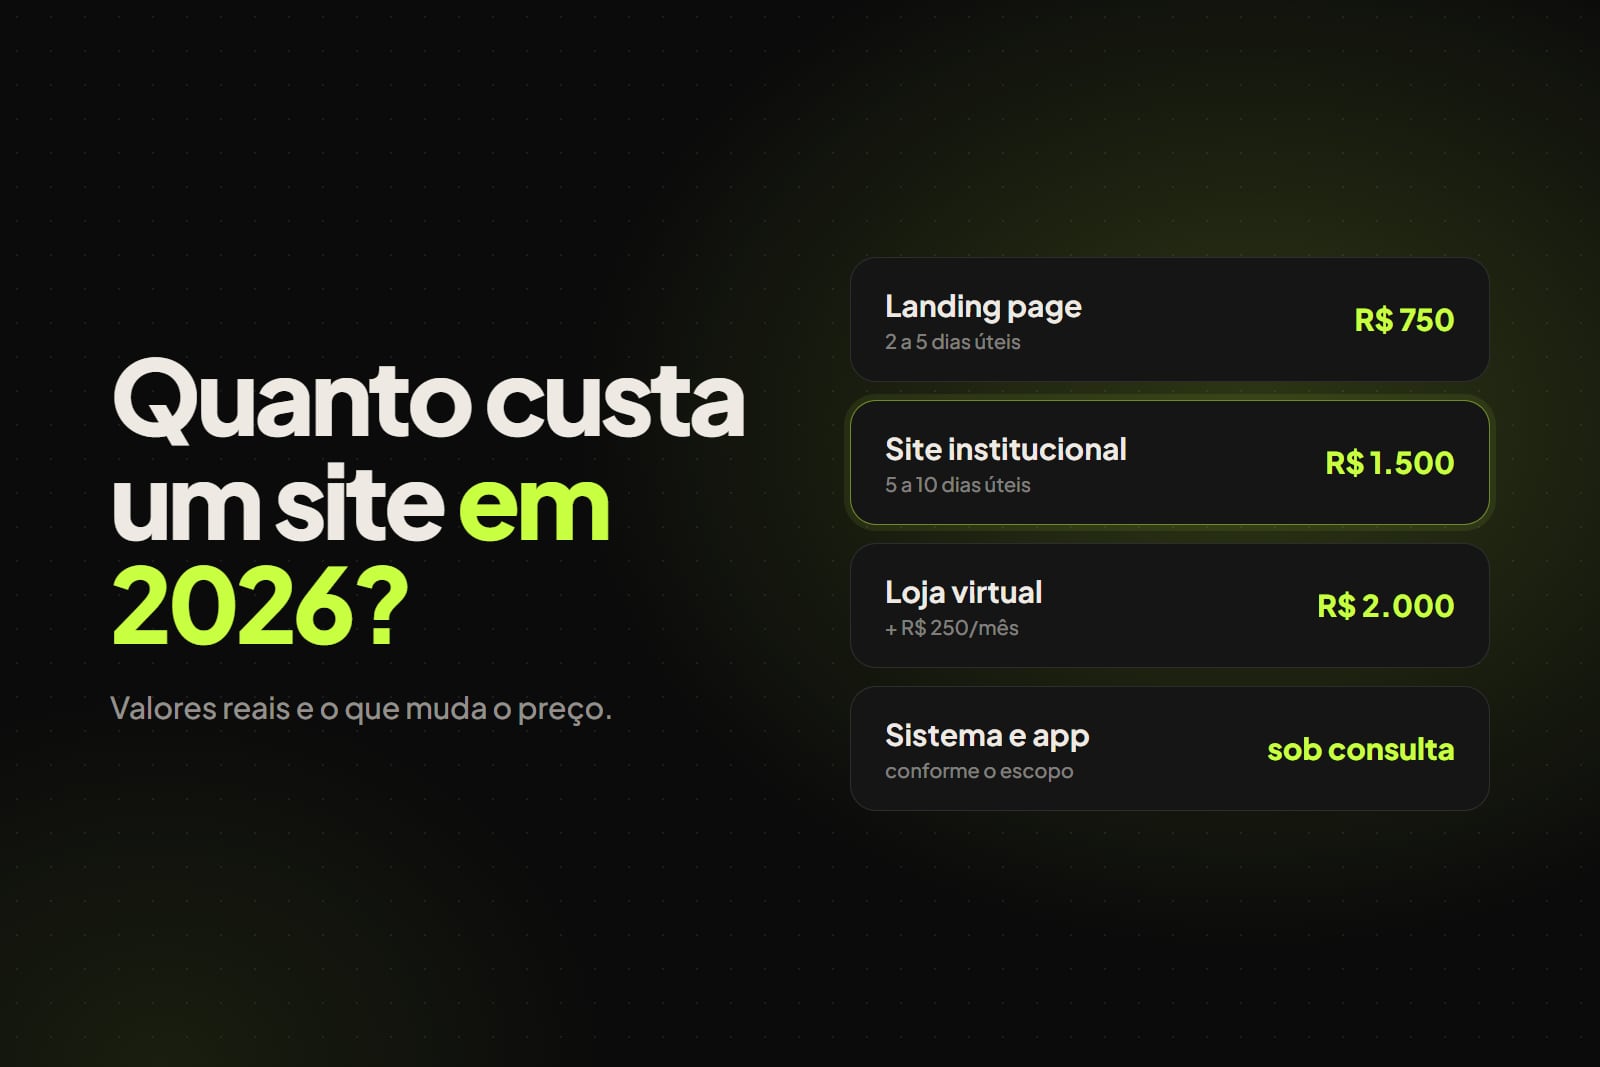 Quanto custa
um site em
2026?
Valores reais e o que muda o preço.
Landing page
2 a 5 dias úteis
R$ 750
Site institucional
5 a 10 dias úteis
R$ 1.500
Loja virtual
+ R$ 250/mês
R$ 2.000
Sistema e app
conforme o escopo
sob consulta